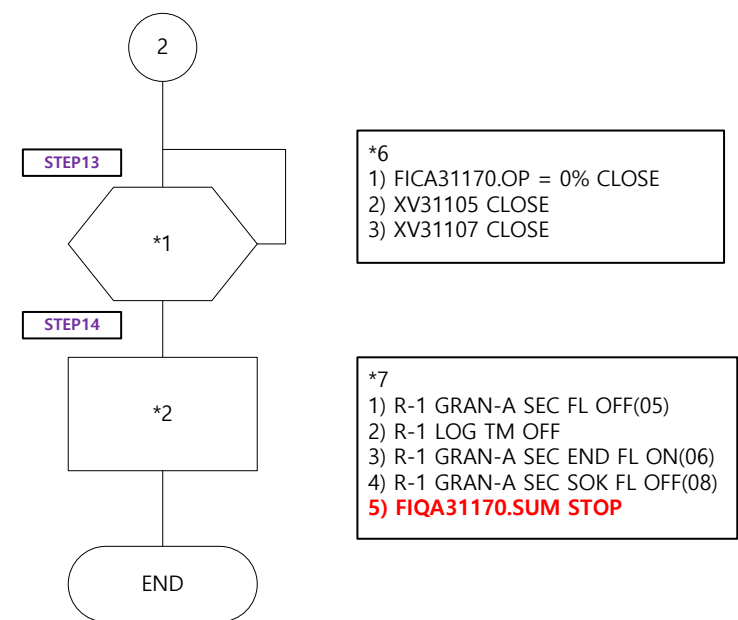 2
STEP13
*1
*6
1) FICA31170.OP = 0% CLOSE
2) XV31105 CLOSE
3) XV31107 CLOSE
STEP14
*2
*7
1) R-1 GRAN-A SEC FL OFF(05)
2) R-1 LOG TM OFF
3) R-1 GRAN-A SEC END FL ON(06)
4) R-1 GRAN-A SEC SOK FL OFF(08)
5) FIQA31170.SUM STOP
END